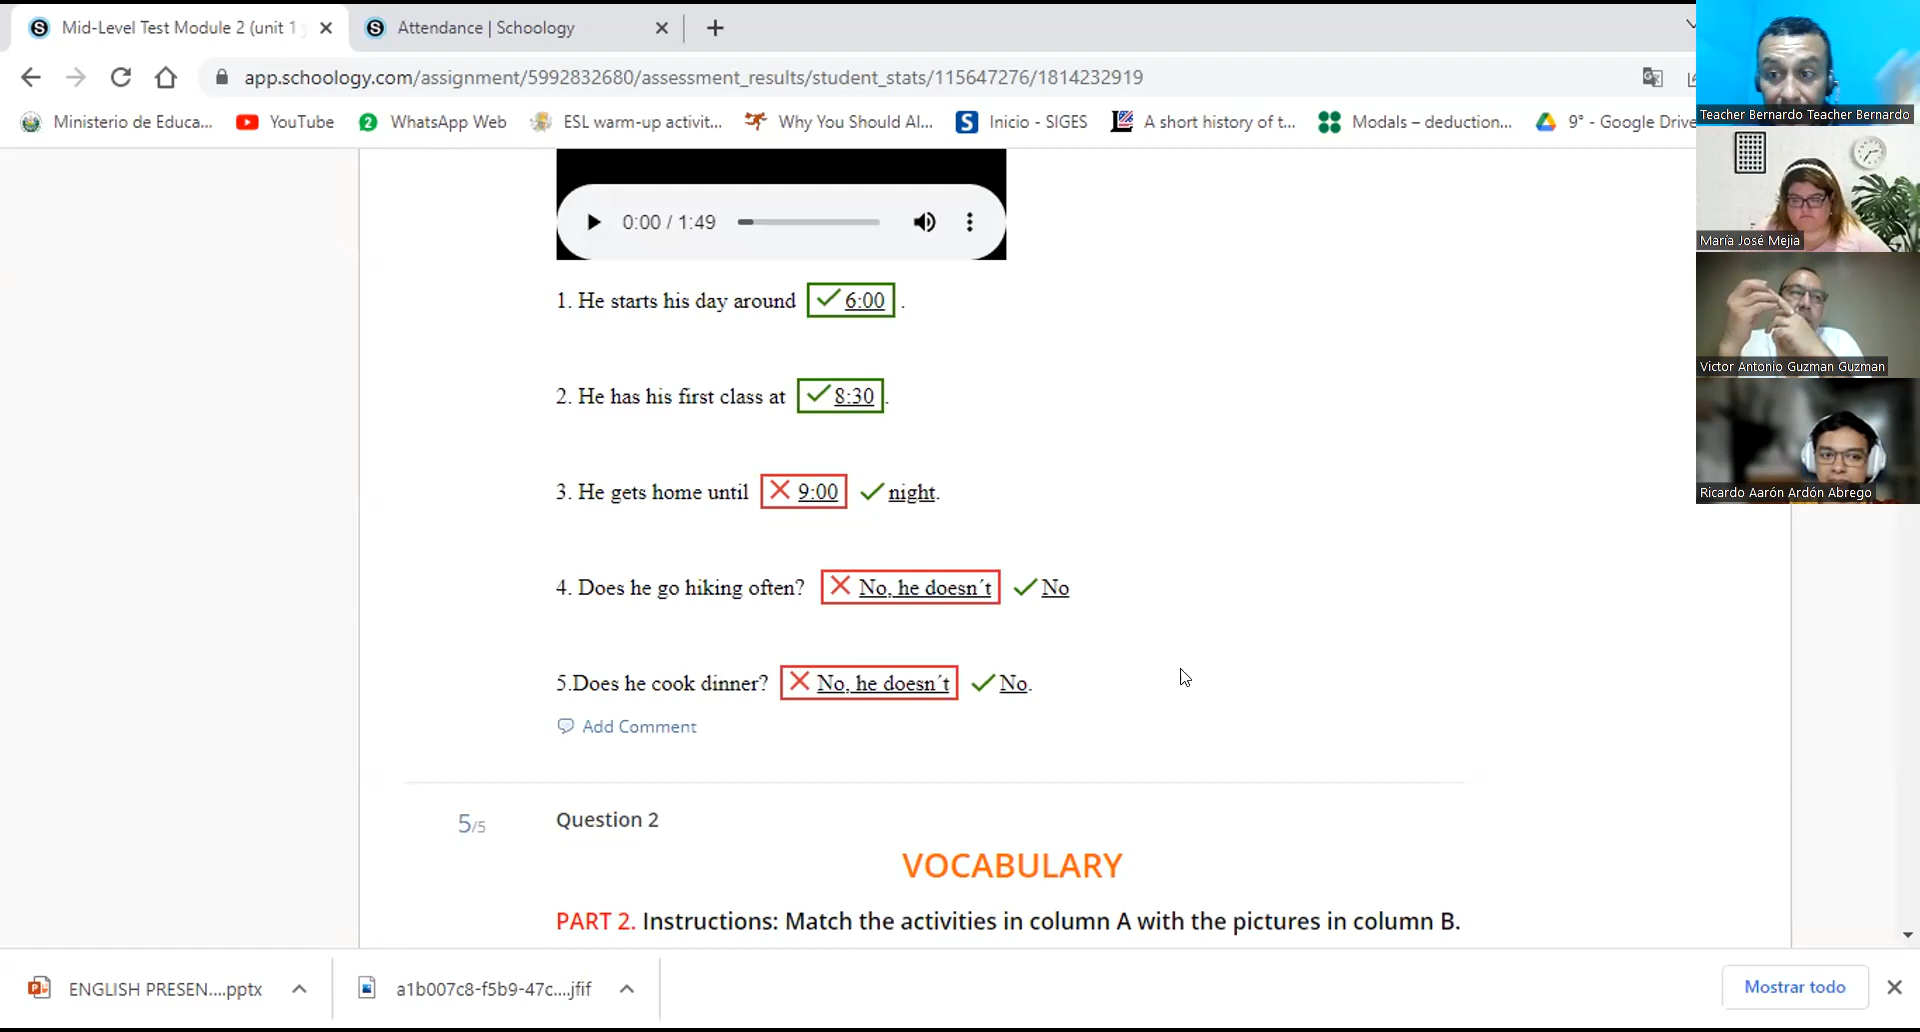 Mid-Level Test Module 2 (unit 1 y
Attendance | Schoology
app.schoology.com/assignment/5992832680/assessment_results/student_stats/115647276/1814232919
Ministerio de Educa...
YouTube
2
WhatsApp Web
ESL warm-up activit...
Why You Should Al...
S
Inicio - SIGES
A short history of t...
Modals – deduction...
9° - Google Drive
Teacher Bernardo Teacher Bernardo
María José Mejia
Victor Antonio Guzman Guzman
Ricardo Aarón Ardón Abrego
0:00 / 1:49
1. He starts his day around 6:00 .
2. He has his first class at 8:30.
3. He gets home until 9:00 night.
4. Does he go hiking often? No, he doesn´t No
5.Does he cook dinner? No, he doesn´t No.
Add Comment
5/5
Question 2
VOCABULARY
PART 2. Instructions: Match the activities in column A with the pictures in column B.
ENGLISH PRESEN....pptx
a1b007c8-f5b9-47c....jfif
Mostrar todo